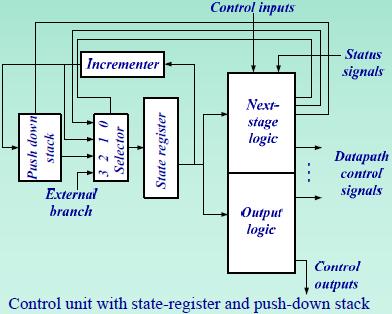 Control inputs
Status
signals
Incrementer
Next-
stage
logic
Push down
stack
3 2 1 0
Selector
State register
Datapath
control
signals
External
branch
Output
logic
Control
outputs
Control unit with state-register and push-down stack